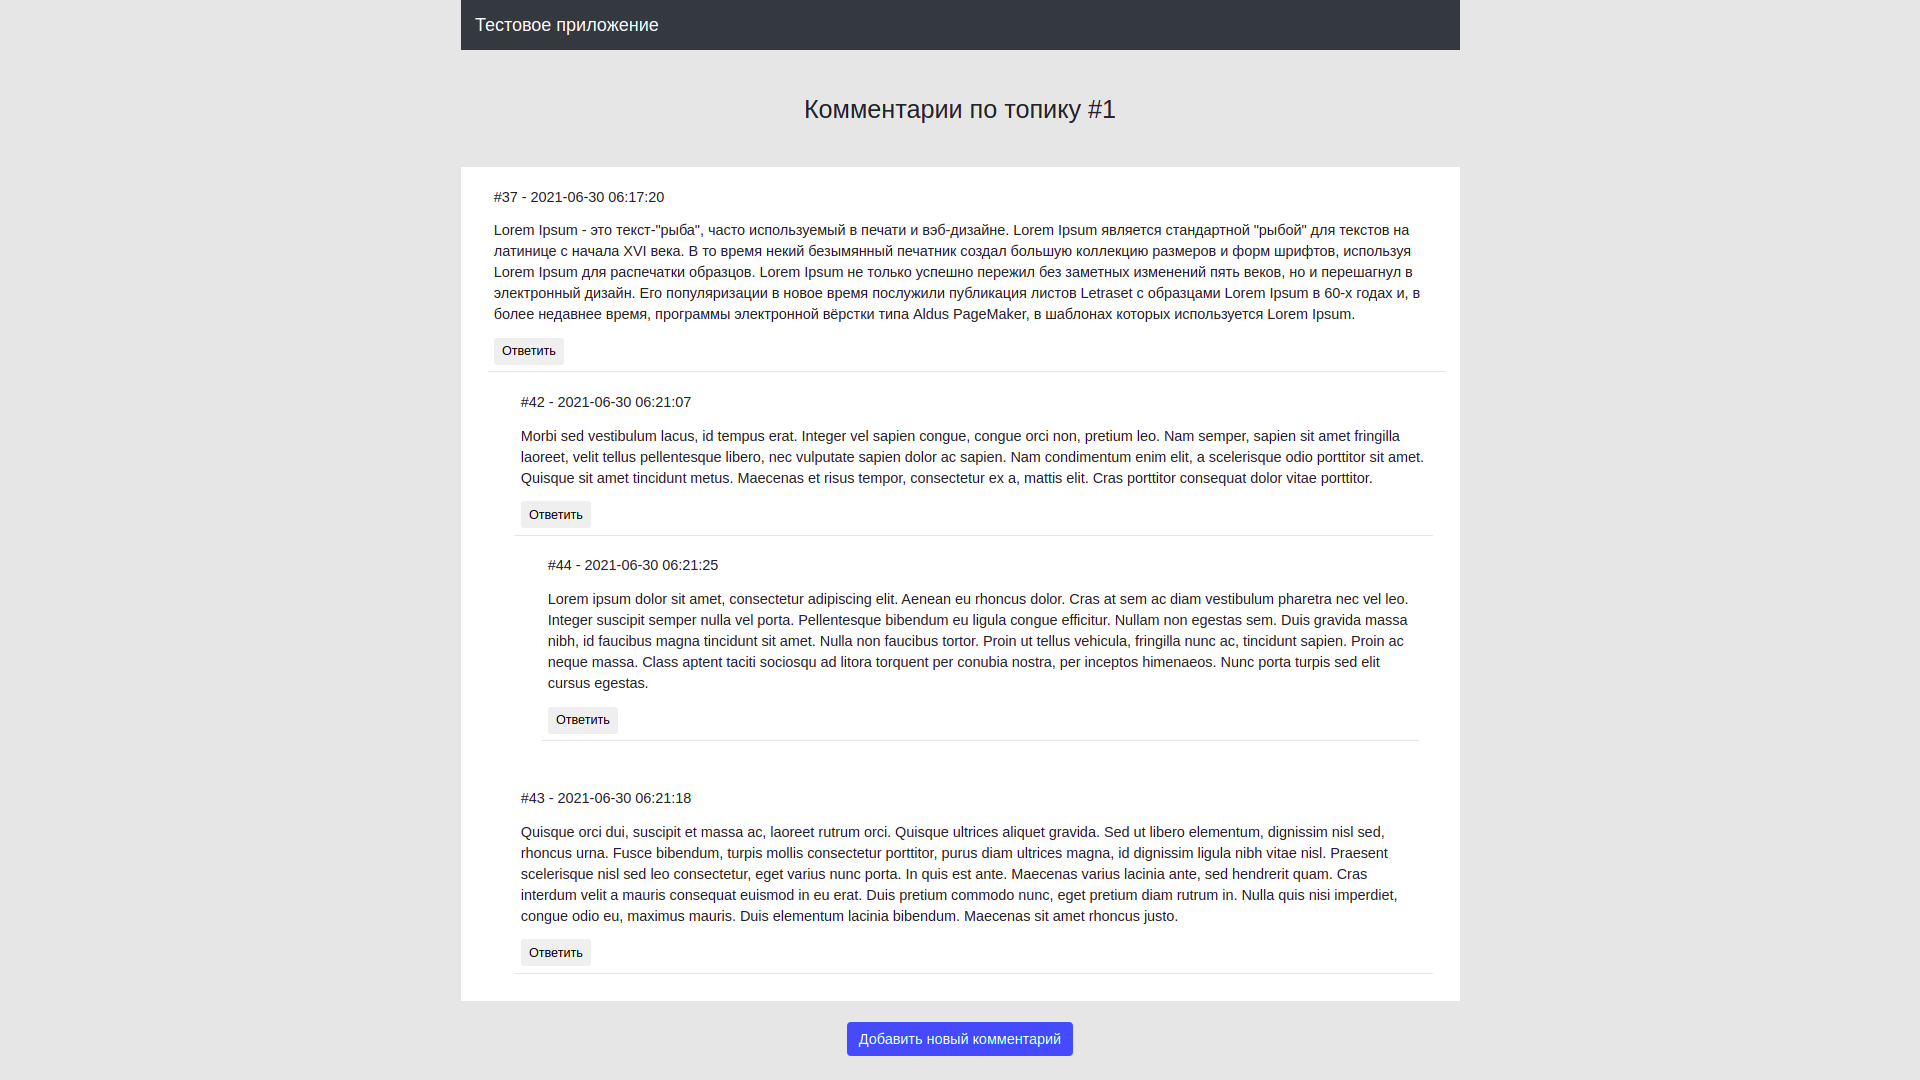 Тестовое приложение
Комментарии по топику #1
#37 - 2021-06-30 06:17:20
Lorem Ipsum - это текст-"рыба", часто используемый в печати и вэб-дизайне. Lorem Ipsum является стандартной "рыбой" для текстов на
латинице с начала XVI века. В то время некий безымянный печатник создал большую коллекцию размеров и форм шрифтов, используя
Lorem Ipsum для распечатки образцов. Lorem Ipsum не только успешно пережил без заметных изменений пять веков, но и перешагнул в
электронный дизайн. Его популяризации в новое время послужили публикация листов Letraset с образцами Lorem Ipsum в 60-х годах и, в
более недавнее время, программы электронной вёрстки типа Aldus PageMaker, в шаблонах которых используется Lorem Ipsum.
Ответить
#42 - 2021-06-30 06:21:07
Morbi sed vestibulum lacus, id tempus erat. Integer vel sapien congue, congue orci non, pretium leo. Nam semper, sapien sit amet fringilla
laoreet, velit tellus pellentesque libero, nec vulputate sapien dolor ac sapien. Nam condimentum enim elit, a scelerisque odio porttitor sit amet.
Quisque sit amet tincidunt metus. Maecenas et risus tempor, consectetur ex a, mattis elit. Cras porttitor consequat dolor vitae porttitor.
Ответить
#44 - 2021-06-30 06:21:25
Lorem ipsum dolor sit amet, consectetur adipiscing elit. Aenean eu rhoncus dolor. Cras at sem ac diam vestibulum pharetra nec vel leo.
Integer suscipit semper nulla vel porta. Pellentesque bibendum eu ligula congue efficitur. Nullam non egestas sem. Duis gravida massa
nibh, id faucibus magna tincidunt sit amet. Nulla non faucibus tortor. Proin ut tellus vehicula, fringilla nunc ac, tincidunt sapien. Proin ac
neque massa. Class aptent taciti sociosqu ad litora torquent per conubia nostra, per inceptos himenaeos. Nunc porta turpis sed elit
cursus egestas.
Ответить
#43 - 2021-06-30 06:21:18
Quisque orci dui, suscipit et massa ac, laoreet rutrum orci. Quisque ultrices aliquet gravida. Sed ut libero elementum, dignissim nisl sed,
rhoncus urna. Fusce bibendum, turpis mollis consectetur porttitor, purus diam ultrices magna, id dignissim ligula nibh vitae nisl. Praesent
scelerisque nisl sed leo consectetur, eget varius nunc porta. In quis est ante. Maecenas varius lacinia ante, sed hendrerit quam. Cras
interdum velit a mauris consequat euismod in eu erat. Duis pretium commodo nunc, eget pretium diam rutrum in. Nulla quis nisi imperdiet,
congue odio eu, maximus mauris. Duis elementum lacinia bibendum. Maecenas sit amet rhoncus justo.
Ответить
Добавить новый комментарий